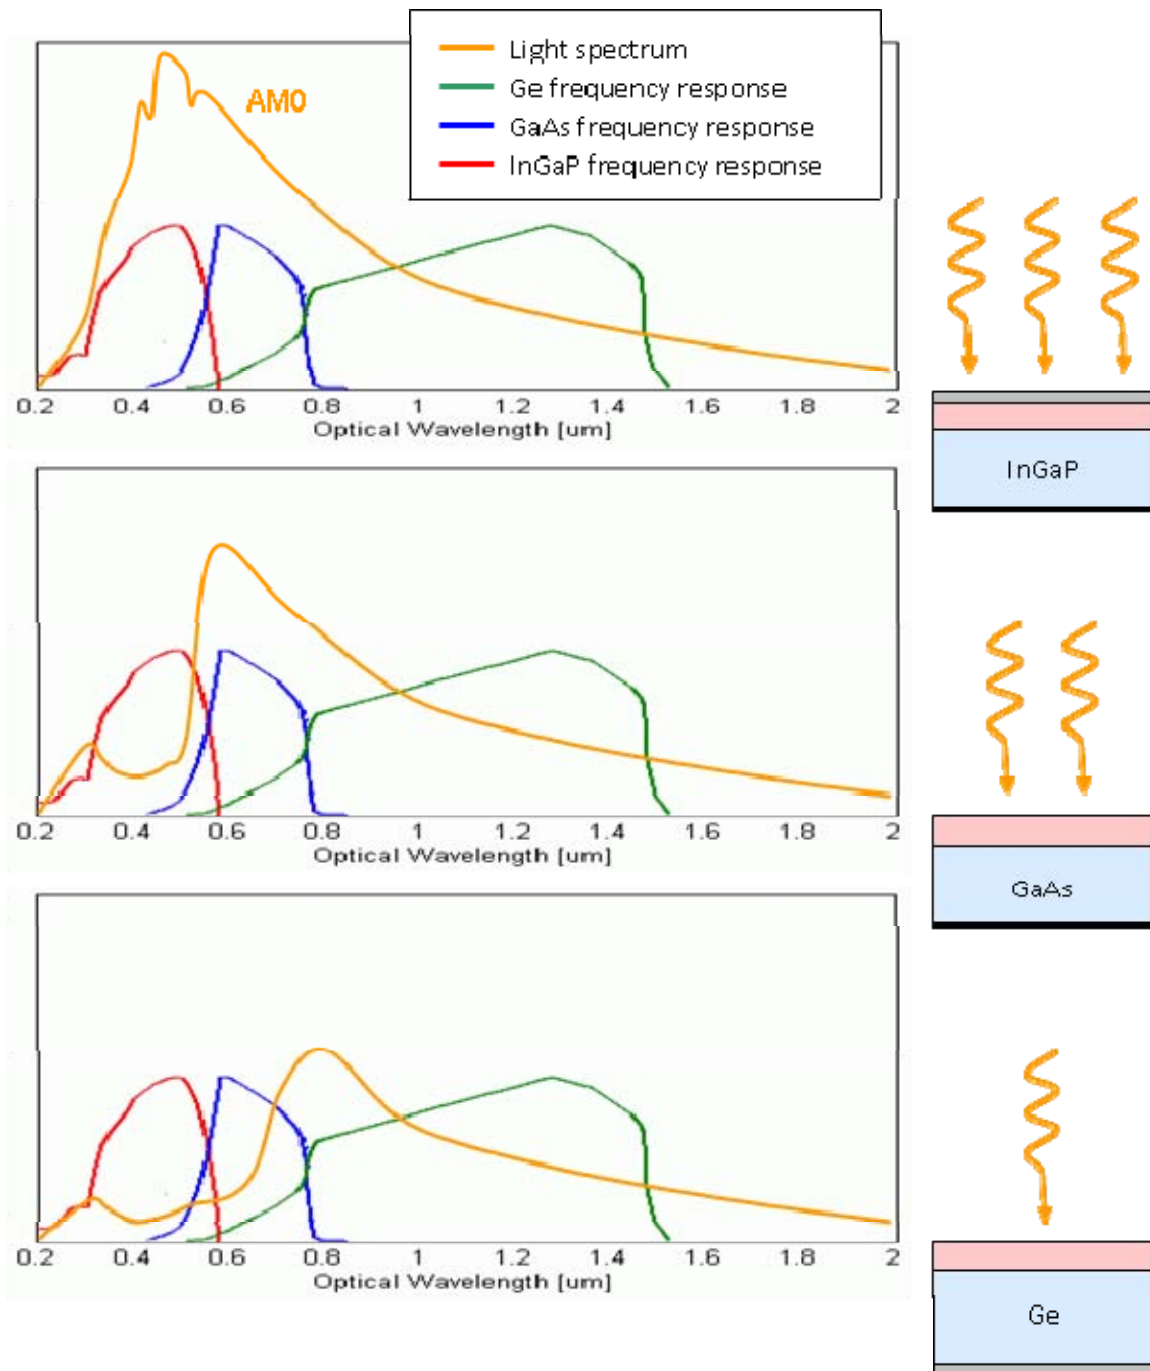 Light spectrum
Ge frequency response
GaAs frequency response
InGaP frequency response
AM0
0.2 0.4 0.6 0.8 1 1.2 1.4 1.6 1.8 2
Optical Wavelength [um]
InGaP
0.2 0.4 0.6 0.8 1 1.2 1.4 1.6 1.8 2
Optical Wavelength [um]
GaAs
0.2 0.4 0.6 0.8 1 1.2 1.4 1.6 1.8 2
Optical Wavelength [um]
Ge